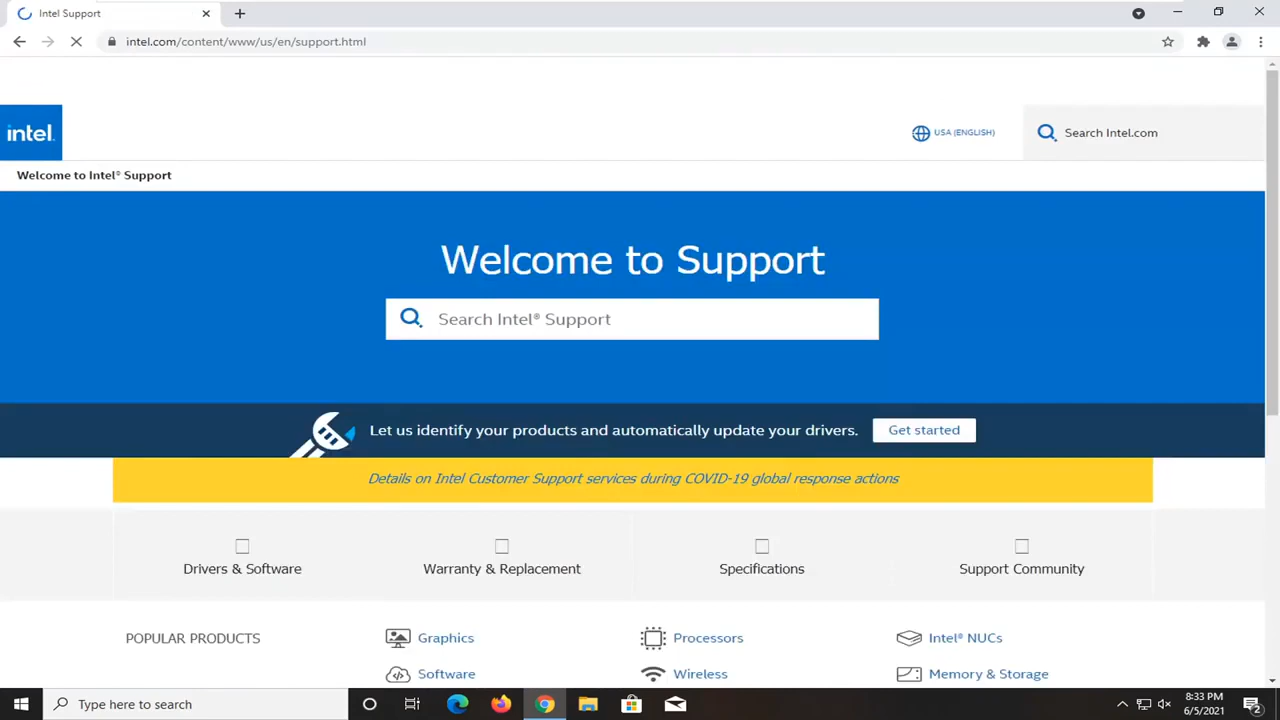 Intel Support
intel.com/content/www/us/en/support.html
intel.
USA (ENGLISH)
Search Intel.com
Welcome to Intel® Support
Welcome to Support
Search Intel® Support
Let us identify your products and automatically update your drivers.
Get started
Details on Intel Customer Support services during COVID-19 global response actions
Drivers & Software
Warranty & Replacement
Specifications
Support Community
POPULAR PRODUCTS
Graphics
Processors
Intel® NUCs
Software
Wireless
Memory & Storage
Type here to search
8:33 PM
6/5/2021
2